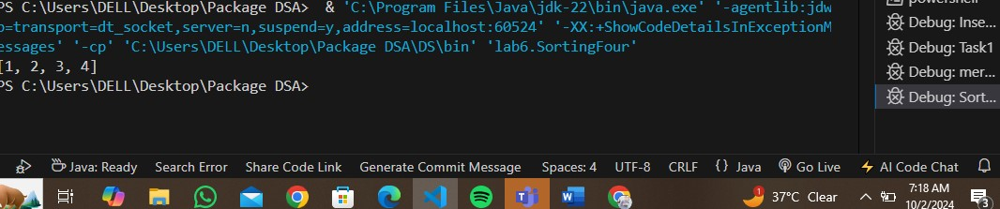 PS C:\Users\DELL\Desktop\Package DSA>  & 'C:\Program Files\Java\jdk-22\bin\java.exe' '-agentlib:jdw
p=transport=dt_socket,server=n,suspend=y,address=localhost:60524' '-XX:+ShowCodeDetailsInExceptionM
essages' '-cp' 'C:\Users\DELL\Desktop\Package DSA\DS\bin' 'lab6.SortingFour'
[1, 2, 3, 4]
PS C:\Users\DELL\Desktop\Package DSA>
powershell
Debug: Inse...
Debug: Task1
Debug: mer...
Debug: Sort...
Java: Ready Search Error Share Code Link Generate Commit Message Spaces: 4 UTF-8 CRLF {} Java Go Live AI Code Chat
1 37°C Clear 7:18 AM
10/2/2024 3